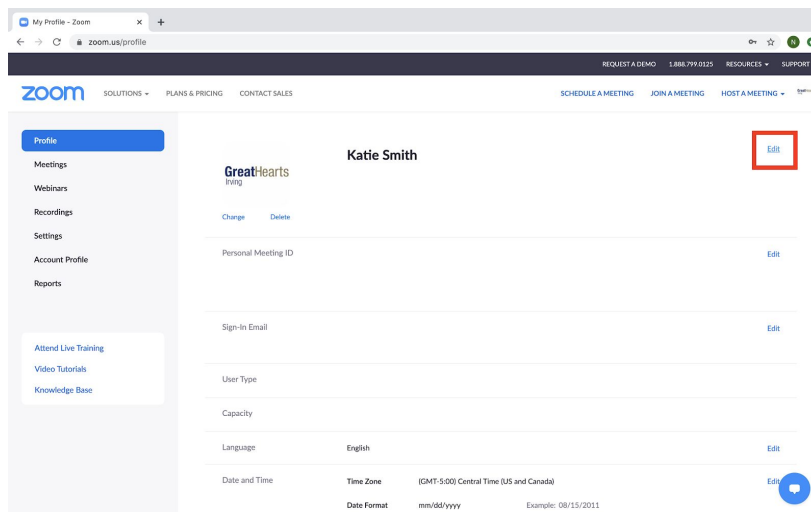 My Profile - Zoom
zoom.us/profile
N
REQUEST A DEMO 1.888.799.0125 RESOURCES SUPPORT
zoom SOLUTIONS PLANS & PRICING CONTACT SALES SCHEDULE A MEETING JOIN A MEETING HOST A MEETING
Profile
Meetings
Webinars
Recordings
Settings
Account Profile
Reports
Attend Live Training
Video Tutorials
Knowledge Base
GreatHearts
Irving
Katie Smith Edit
Change Delete
Personal Meeting ID Edit
Sign-In Email Edit
User Type
Capacity
Language English Edit
Date and Time Time Zone (GMT-5:00) Central Time (US and Canada) Edit
Date Format mm/dd/yyyy Example: 08/15/2011